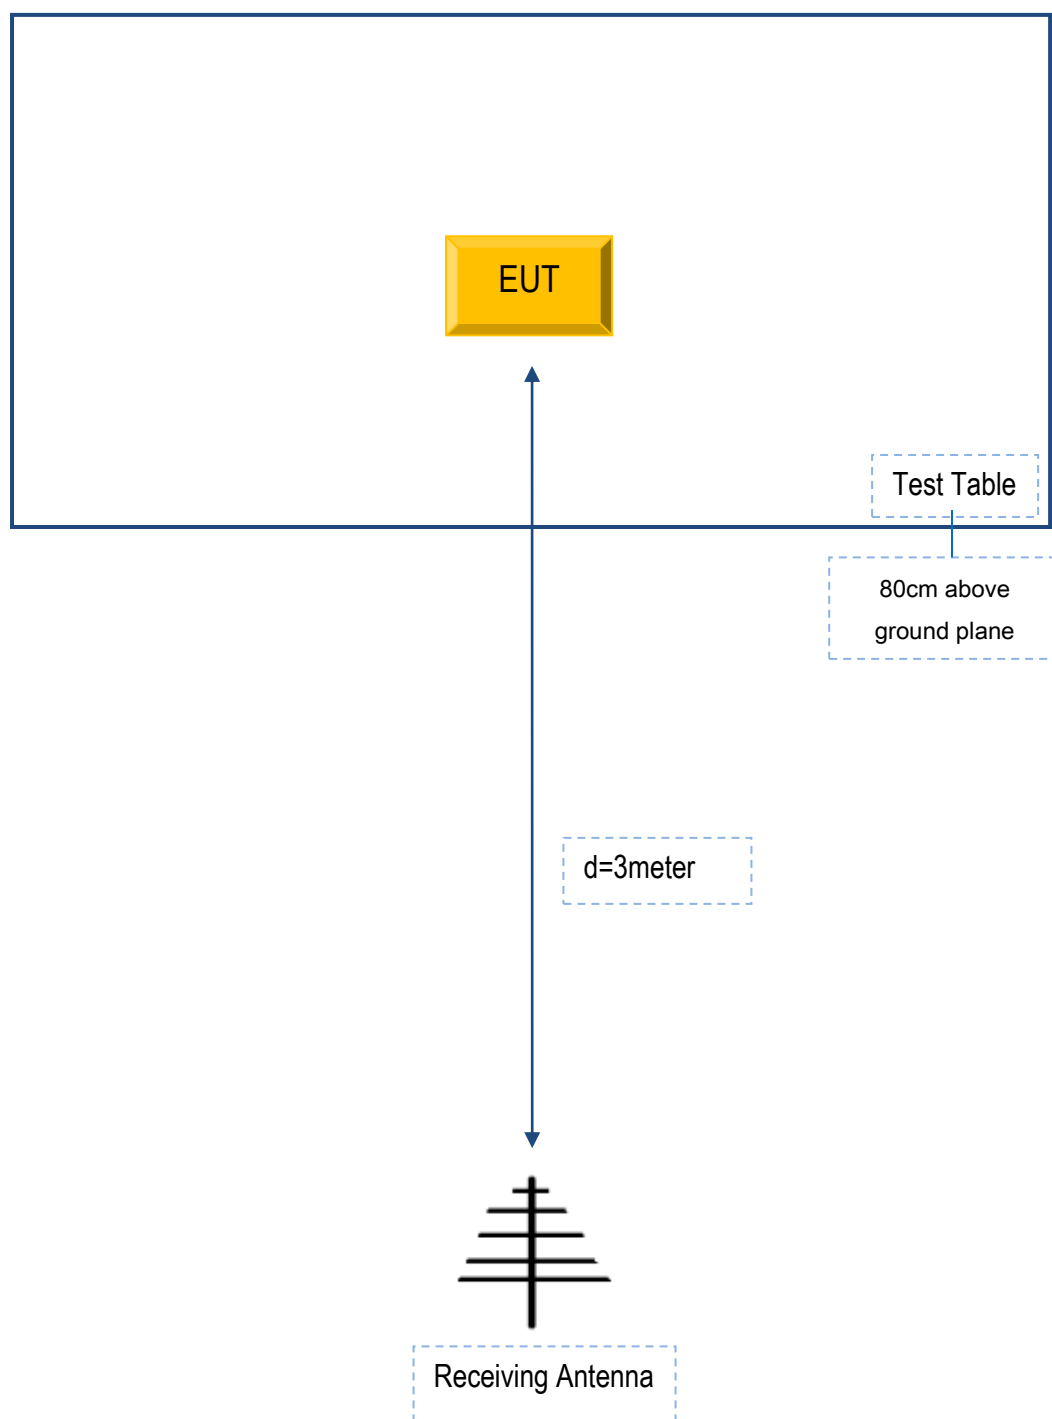 EUT
Test Table
80cm above
ground plane
d=3meter
Receiving Antenna